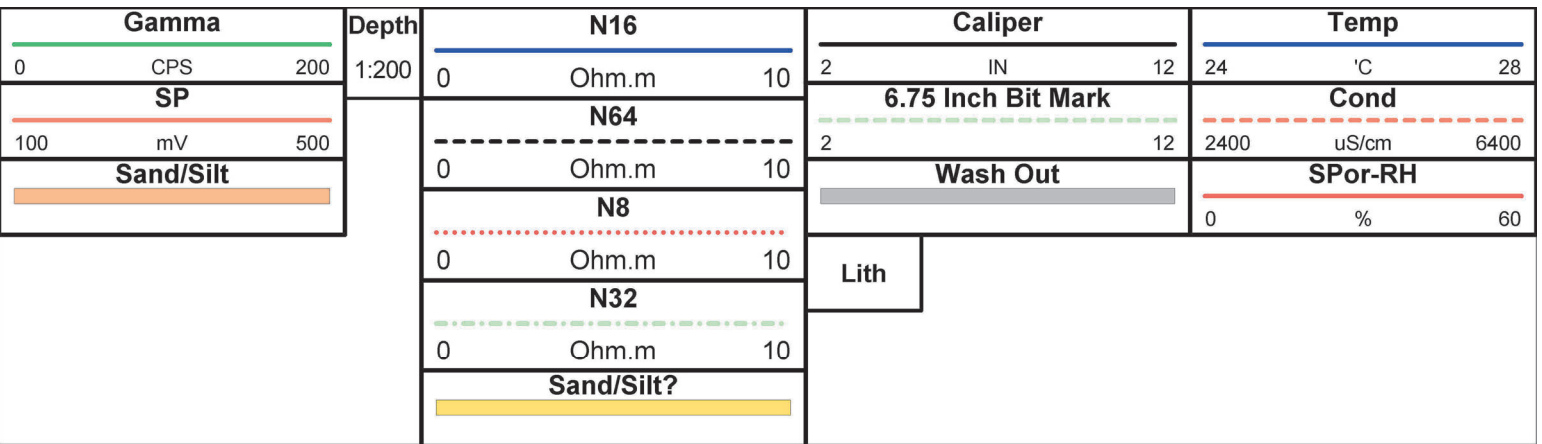 Gamma
0 CPS 200
SP
100 mV 500
Sand/Silt
Depth
1:200
N16
0 Ohm.m 10
N64
0 Ohm.m 10
N8
0 Ohm.m 10
N32
0 Ohm.m 10
Sand/Silt?
Caliper
2 IN 12
6.75 Inch Bit Mark
2 12
Wash Out
Lith
Temp
24 'C 28
Cond
2400 uS/cm 6400
SPor-RH
0 % 60